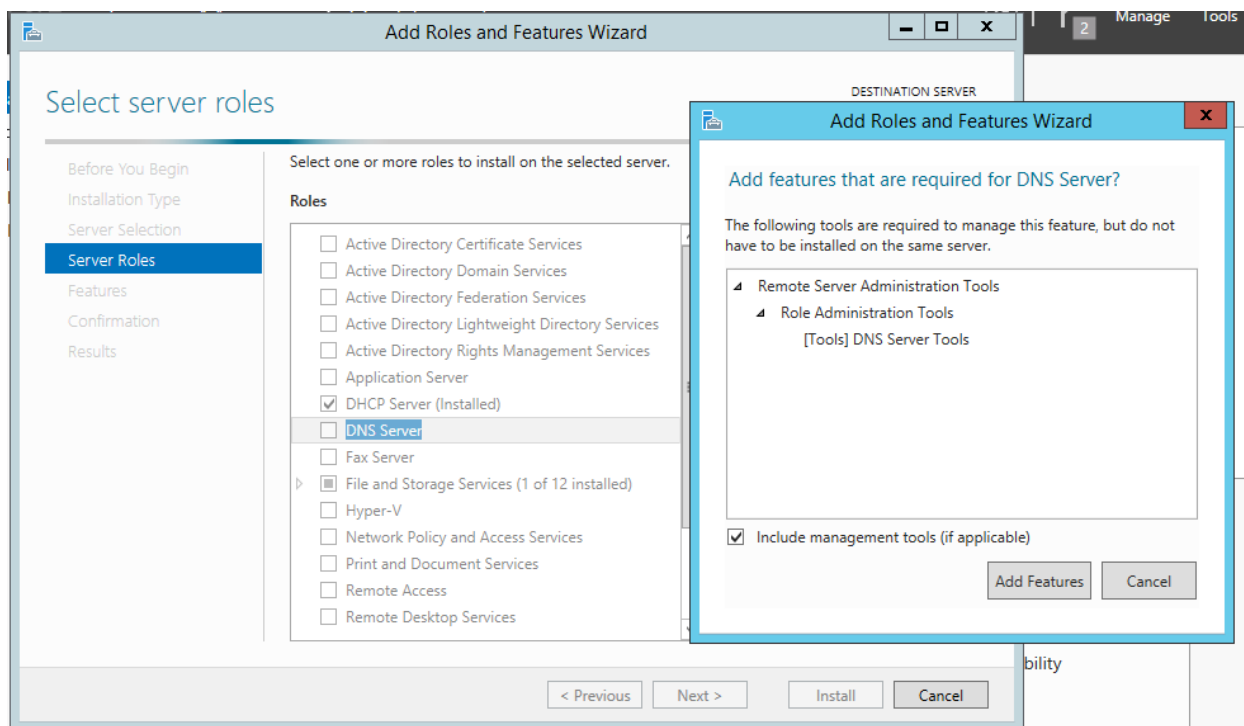 Manage Tools
2
Add Roles and Features Wizard
Select server roles
DESTINATION SERVER
Before You Begin
Installation Type
Server Selection
Server Roles
Features
Confirmation
Results
Select one or more roles to install on the selected server.
Roles
Active Directory Certificate Services
Active Directory Domain Services
Active Directory Federation Services
Active Directory Lightweight Directory Services
Active Directory Rights Management Services
Application Server
DHCP Server (Installed)
DNS Server
Fax Server
File and Storage Services (1 of 12 installed)
Hyper-V
Network Policy and Access Services
Print and Document Services
Remote Access
Remote Desktop Services
< Previous Next > Install Cancel
Add Roles and Features Wizard
Add features that are required for DNS Server?
The following tools are required to manage this feature, but do not
have to be installed on the same server.
Remote Server Administration Tools
Role Administration Tools
[Tools] DNS Server Tools
Include management tools (if applicable)
Add Features Cancel
bility